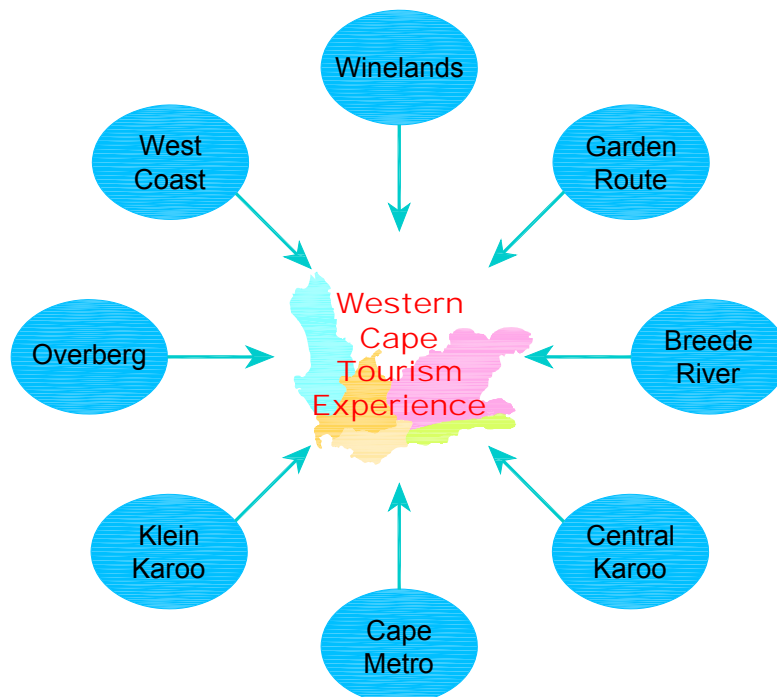 Winelands
West
Coast
Garden
Route
Western
Cape
Tourism
Experience
Overberg
Breede
River
Klein
Karoo
Central
Karoo
Cape
Metro